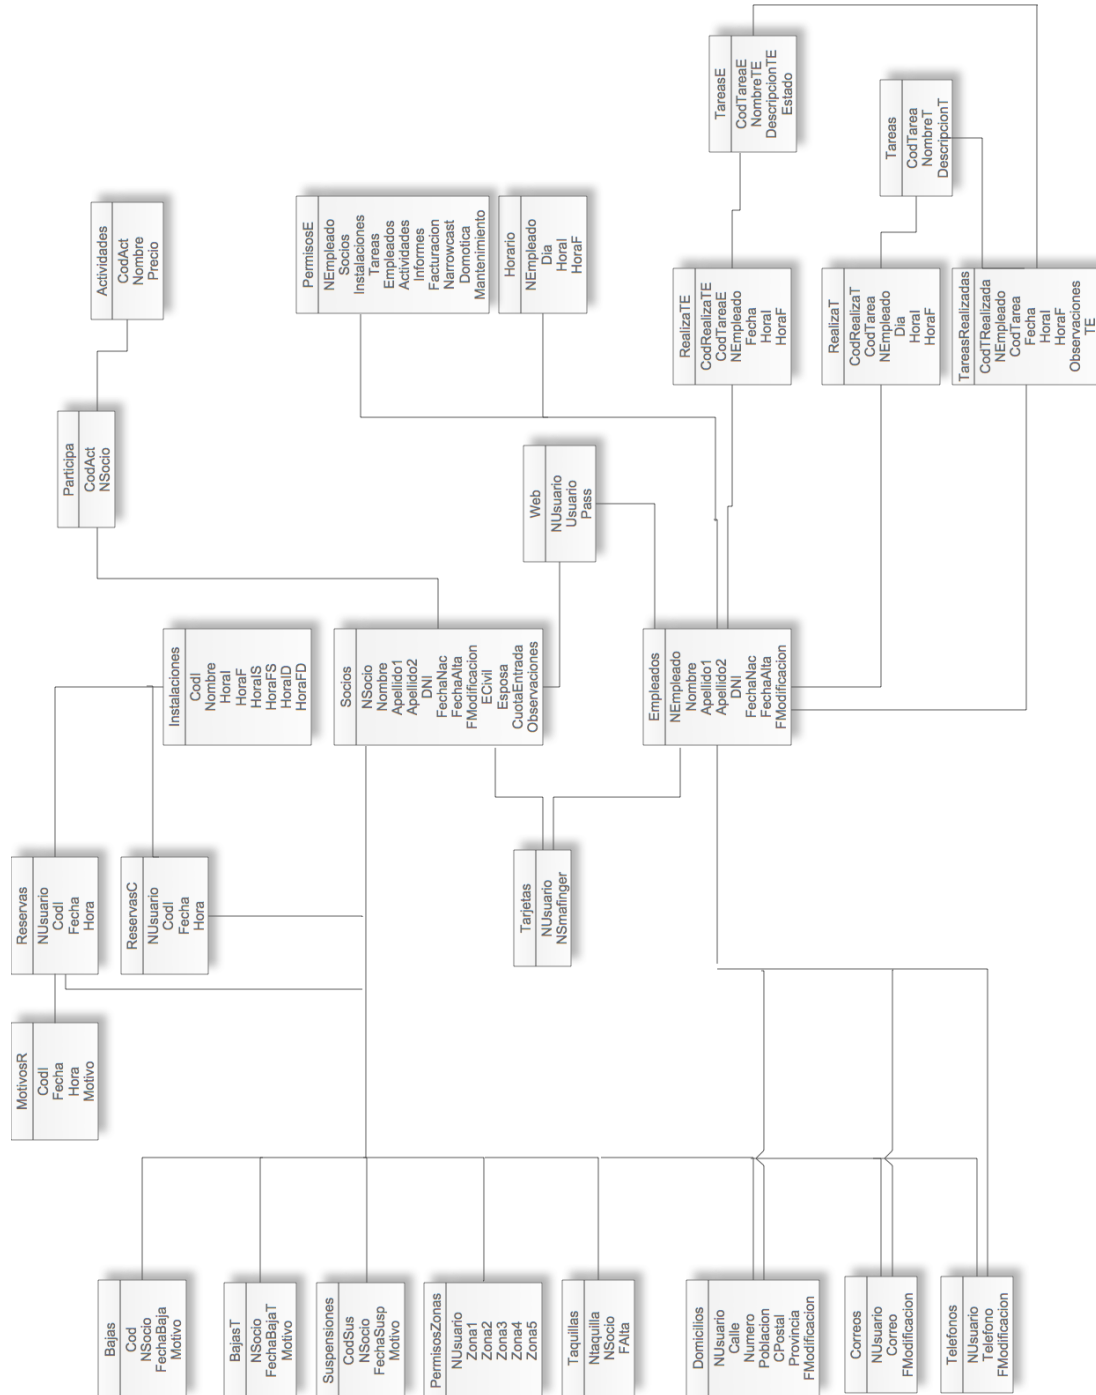 Bajas
Cod
NSocio
FechaBaja
Motivo
BajasT
NSocio
FechaBajaT
Motivo
Suspensiones
CodSus
NSocio
FechaSusp
Motivo
PermisosZonas
NUsuario
Zona1
Zona2
Zona3
Zona4
Zona5
Taquillas
Ntaquilla
NSocio
FAlta
Domicilios
NUsuario
Calle
Numero
Poblacion
CPostal
Provincia
FModificacion
Correos
NUsuario
Correo
FModificacion
Telefonos
NUsuario
Telefono
FModificacion
MotivosR
CodI
Fecha
Hora
Motivo
Reservas
NUsuario
CodI
Fecha
Hora
ReservasC
NUsuario
CodI
Fecha
Hora
Tarjetas
NUsuario
NSmafinger
Instalaciones
CodI
Nombre
HoraI
HoraF
HoraIS
HoraFS
HoraID
HoraFD
Socios
NSocio
Nombre
Apellido1
Apellido2
DNI
FechaNac
FechaAlta
FModificacion
ECivil
Esposa
CuotaEntrada
Observaciones
Empleados
NEmpleado
Nombre
Apellido1
Apellido2
DNI
FechaNac
FechaAlta
FModificacion
Participa
CodAct
NSocio
Web
NUsuario
Usuario
Pass
Actividades
CodAct
Nombre
Precio
PermisosE
NEmpleado
Socios
Instalaciones
Tareas
Empleados
Actividades
Informes
Facturacion
Narrowcast
Domotica
Mantenimiento
Horario
NEmpleado
Dia
HoraI
HoraF
RealizaTE
CodRealizaTE
CodTareaE
NEmpleado
Fecha
HoraI
HoraF
RealizaT
CodRealizaT
CodTarea
NEmpleado
Dia
HoraI
HoraF
TareasRealizadas
CodTRealizada
NEmpleado
CodTarea
Fecha
HoraI
HoraF
Observaciones
TE
TareasE
CodTareaE
NombreTE
DescripcionTE
Estado
Tareas
CodTarea
NombreT
DescripcionT